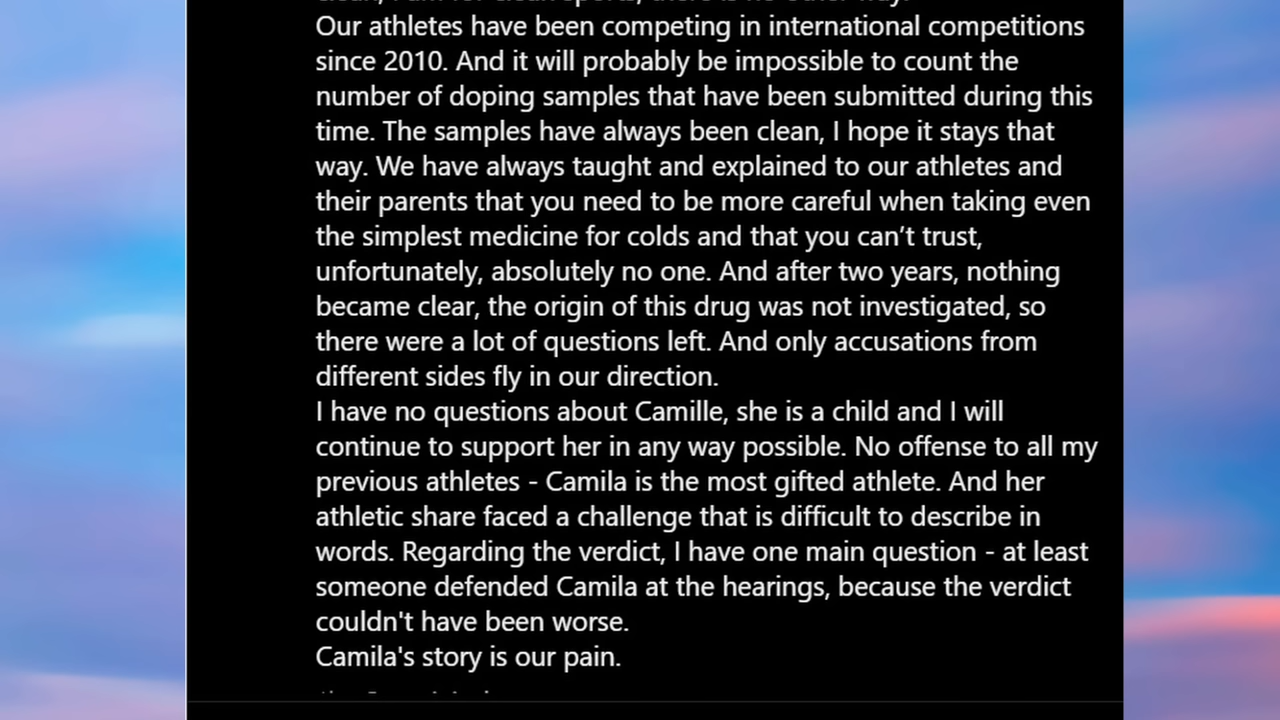 Our athletes have been competing in international competitions
since 2010. And it will probably be impossible to count the
number of doping samples that have been submitted during this
time. The samples have always been clean, I hope it stays that
way. We have always taught and explained to our athletes and
their parents that you need to be more careful when taking even
the simplest medicine for colds and that you can’t trust,
unfortunately, absolutely no one. And after two years, nothing
became clear, the origin of this drug was not investigated, so
there were a lot of questions left. And only accusations from
different sides fly in our direction.
I have no questions about Camille, she is a child and I will
continue to support her in any way possible. No offense to all my
previous athletes - Camila is the most gifted athlete. And her
athletic share faced a challenge that is difficult to describe in
words. Regarding the verdict, I have one main question - at least
someone defended Camila at the hearings, because the verdict
couldn't have been worse.
Camila's story is our pain.